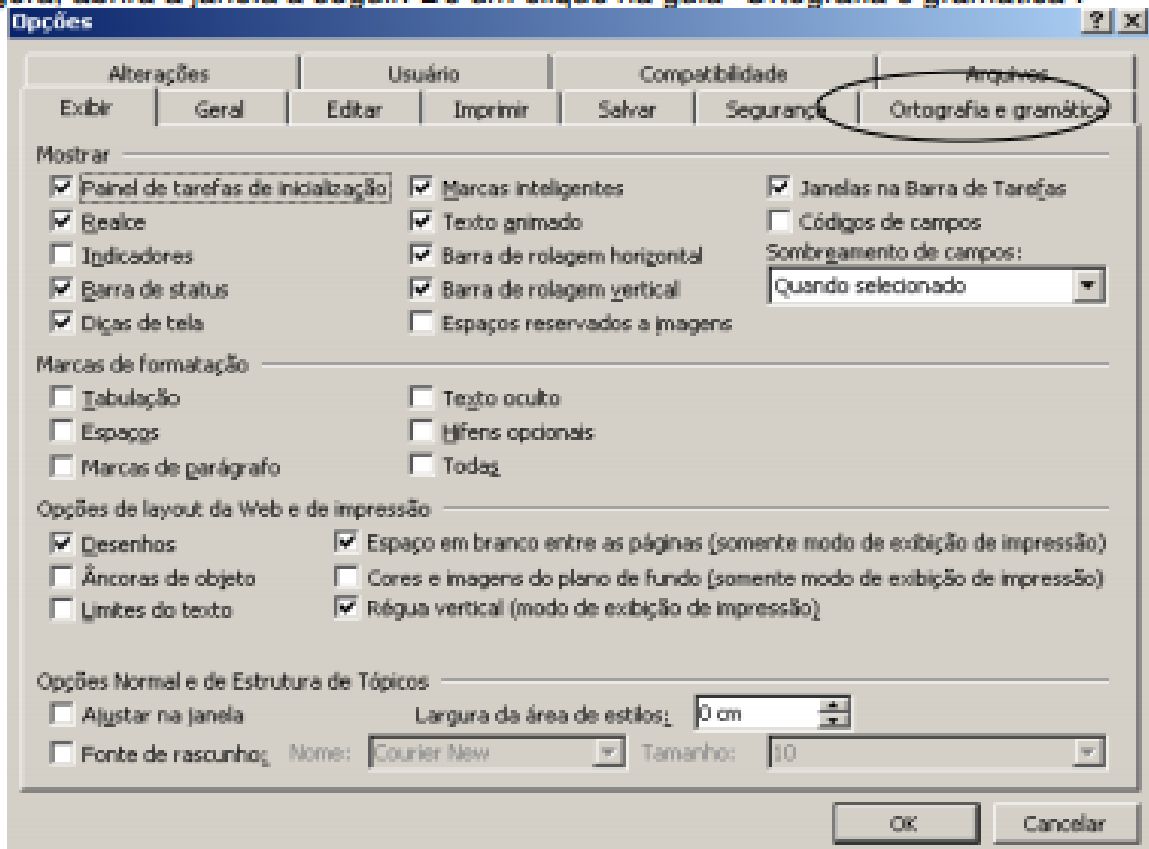 Opções
Alterações Usuário Compatibilidade Arquivos
Exibir Geral Editar Imprimir Salvar Segurança Ortografia e gramática
Mostrar
Painel de tarefas de inicialização Marcas inteligentes Janelas na Barra de Tarefas
Realce Texto animado Códigos de campos
Indicadores Barra de rolagem horizontal Sombreamento de campos:
Barra de status Barra de rolagem vertical Quando selecionado
Dicas de tela Espaços reservados a imagens
Marcas de formatação
Tabulação Texto oculto
Espaços Hifens opcionais
Marcas de parágrafo Todas
Opções de layout da Web e de impressão
Desenhos Espaço em branco entre as páginas (somente modo de exibição de impressão)
Âncoras de objeto Cores e imagens do plano de fundo (somente modo de exibição de impressão)
Limites do texto Régua vertical (modo de exibição de impressão)
Opções Normal e de Estrutura de Tópicos
Ajustar na janela Largura da área de estilos: 0 cm
Fonte de rascunho: Nome: Courier New Tamanho: 10
OK Cancelar